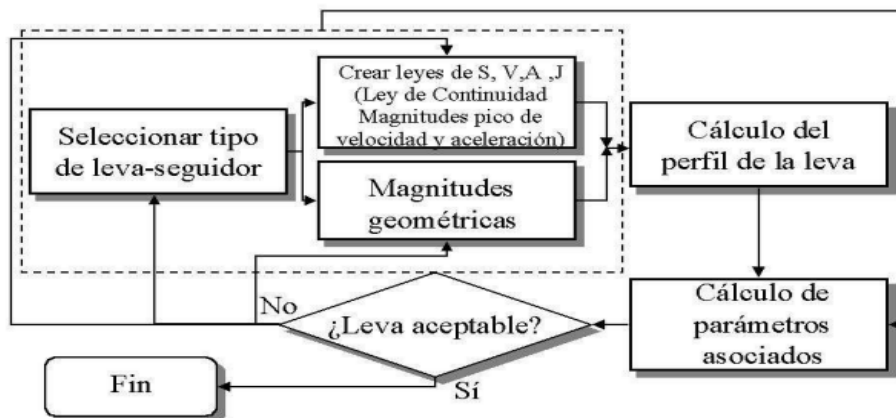 Crear leyes de S, V,A ,J
(Ley de Continuidad
Magnitudes pico de
velocidad y aceleración)
Seleccionar tipo
de leva-seguidor
Magnitudes
geométricas
Cálculo del
perfil de la leva
Cálculo de
parámetros
asociados
¿Leva aceptable?
No
Sí
Fin